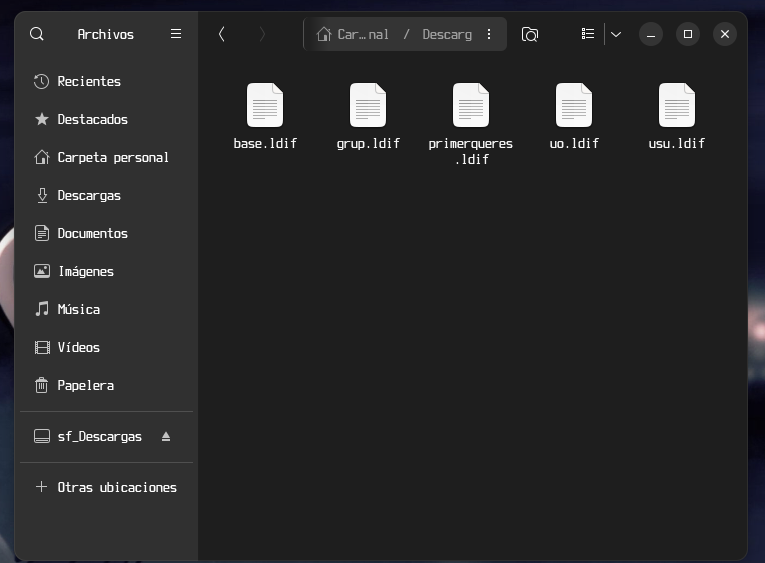 Archivos
Car…nal / Descarg
Recientes
Destacados
Carpeta personal
Descargas
Documentos
Imágenes
Música
Vídeos
Papelera
sf_Descargas
Otras ubicaciones
base.ldif
grup.ldif
primerqueres
.ldif
uo.ldif
usu.ldif